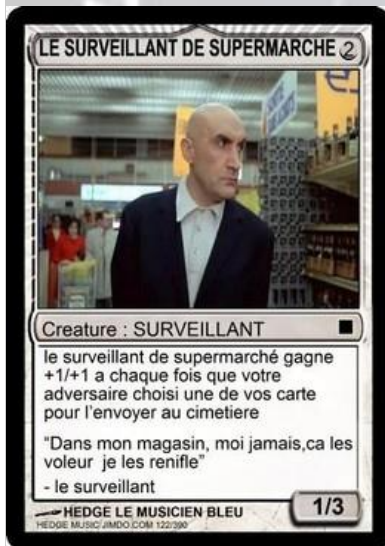 LE SURVEILLANT DE SUPERMARCHE 2
Creature : SURVEILLANT
le surveillant de supermarché gagne
+1/+1 a chaque fois que votre
adversaire choisi une de vos carte
pour l'envoyer au cimetiere
"Dans mon magasin, moi jamais,ca les
voleur je les renifle"
- le surveillant
1/3
HEDGE LE MUSICIEN BLEU
HEDGE MUSIC/JIMDO.COM 122/390